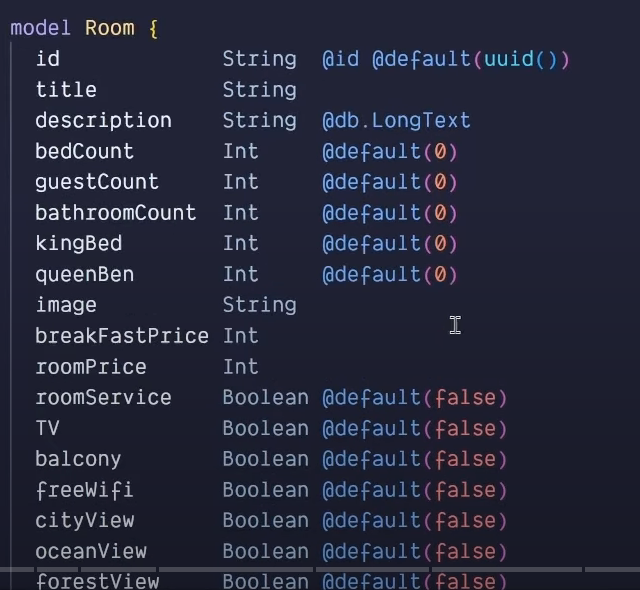 model Room {
id String @id @default(uuid())
title String
description String @db.LongText
bedCount Int @default(0)
guestCount Int @default(0)
bathroomCount Int @default(0)
kingBed Int @default(0)
queenBen Int @default(0)
image String
breakFastPrice Int
roomPrice Int
roomService Boolean @default(false)
TV Boolean @default(false)
balcony Boolean @default(false)
freeWifi Boolean @default(false)
cityView Boolean @default(false)
oceanView Boolean @default(false)
forestView Boolean @default(false)